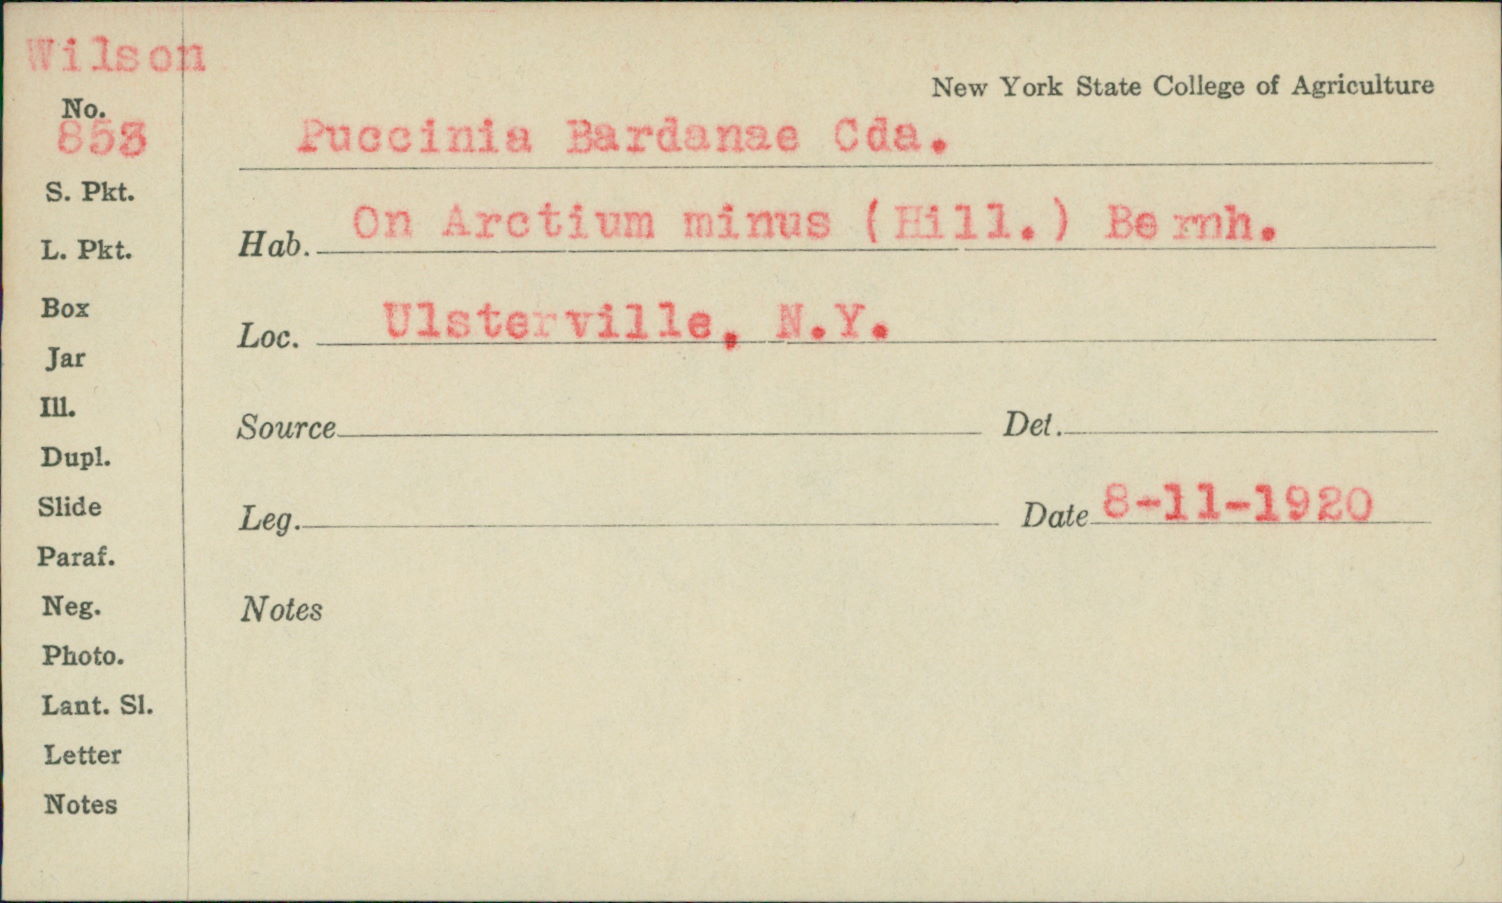 Wilson
New York State College of Agriculture
No.
853
Puccinia Bardanae Cda.
S. Pkt.
Hab. On Arctium minus (Hill.) Bernh.
L. Pkt.
Box
Loc. Ulsterville, N.Y.
Jar
Ill.
Source
Det.
Dupl.
Slide
Leg.
Date 8-11-1920
Paraf.
Neg.
Notes
Photo.
Lant. Sl.
Letter
Notes